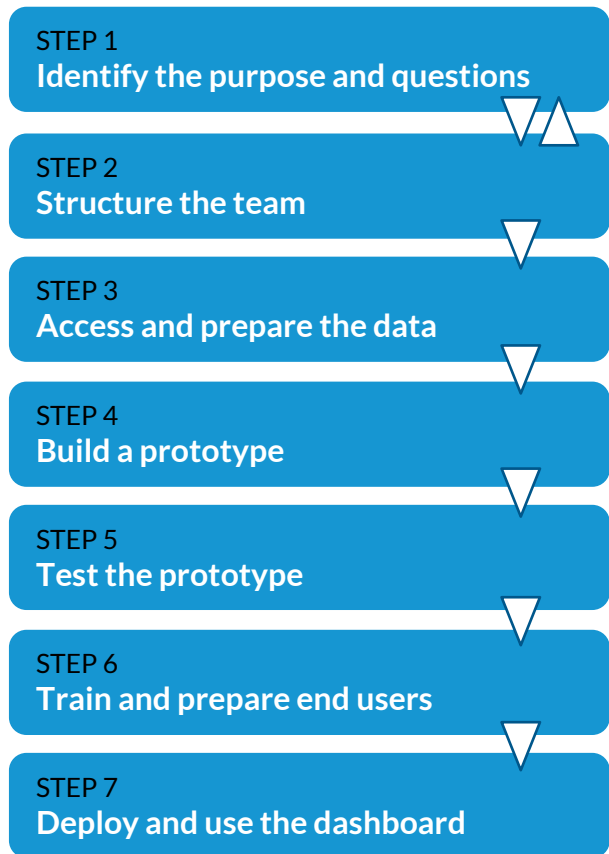 STEP 1
Identify the purpose and questions
STEP 2
Structure the team
STEP 3
Access and prepare the data
STEP 4
Build a prototype
STEP 5
Test the prototype
STEP 6
Train and prepare end users
STEP 7
Deploy and use the dashboard